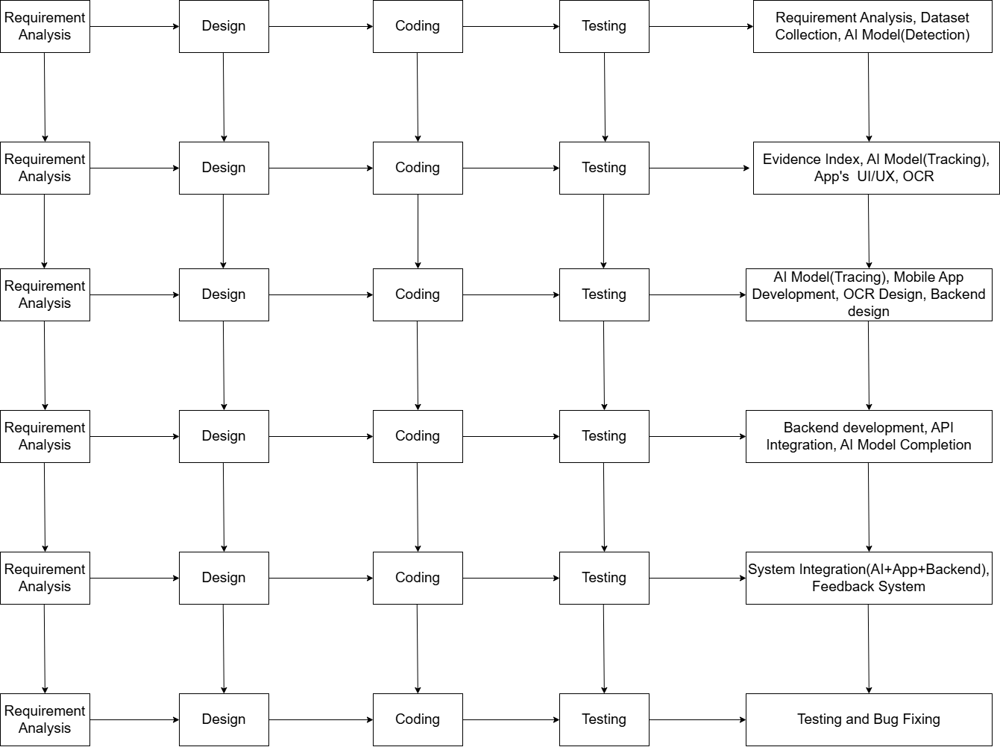 Requirement
Analysis
Design
Coding
Testing
Requirement Analysis, Dataset
Collection, AI Model(Detection)
Requirement
Analysis
Design
Coding
Testing
Evidence Index, AI Model(Tracking),
App's  UI/UX, OCR
Requirement
Analysis
Design
Coding
Testing
AI Model(Tracing), Mobile App
Development, OCR Design, Backend
design
Requirement
Analysis
Design
Coding
Testing
Backend development, API
Integration, AI Model Completion
Requirement
Analysis
Design
Coding
Testing
System Integration(AI+App+Backend),
Feedback System
Requirement
Analysis
Design
Coding
Testing
Testing and Bug Fixing